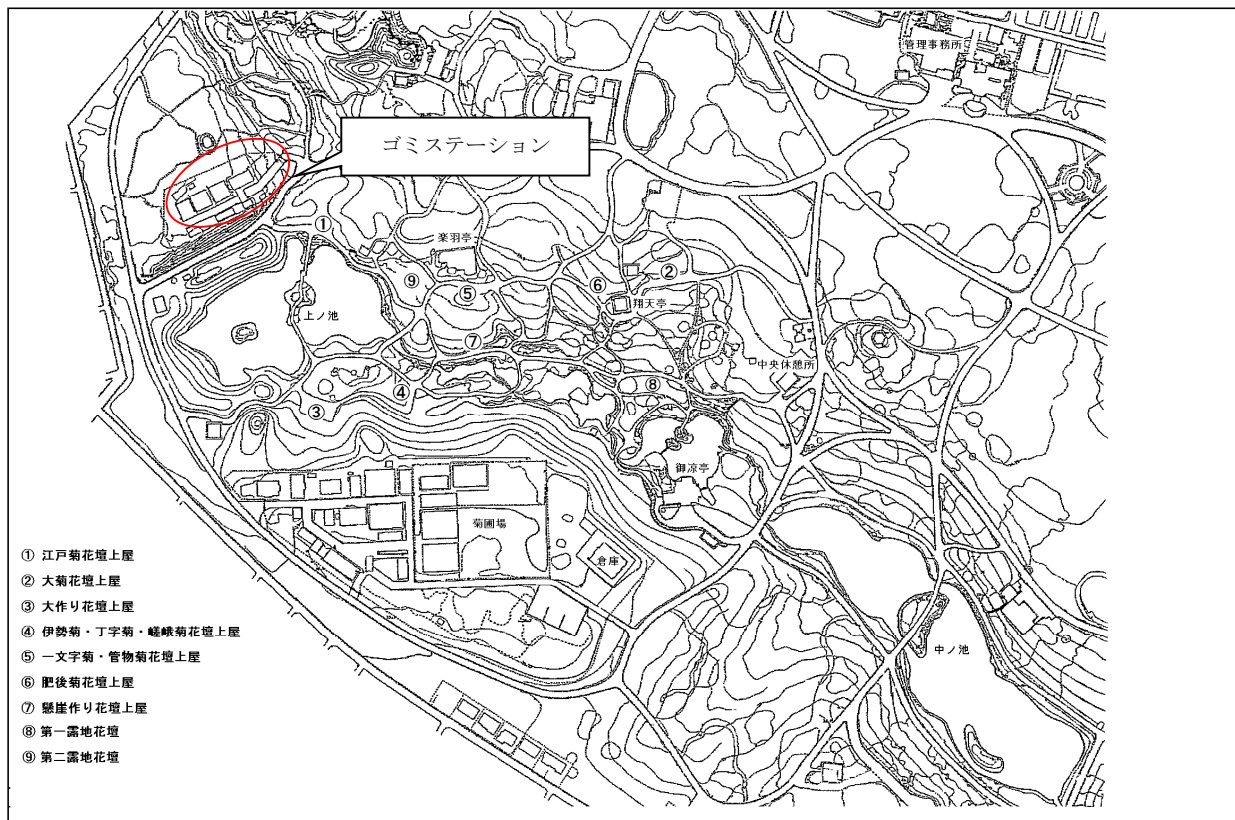 管理事務所
ゴミステーション
①
楽羽亭
⑨
⑤
⑥
②
翔天亭
上ノ池
⑦
中央休憩所
④
⑧
③
御凉亭
菊圃場
倉庫
中ノ池
① 江戸菊花壇上屋
② 大菊花壇上屋
③ 大作り花壇上屋
④ 伊勢菊・丁字菊・嵯峨菊花壇上屋
⑤ 一文字菊・管物菊花壇上屋
⑥ 肥後菊花壇上屋
⑦ 懸崖作り花壇上屋
⑧ 第一露地花壇
⑨ 第二露地花壇